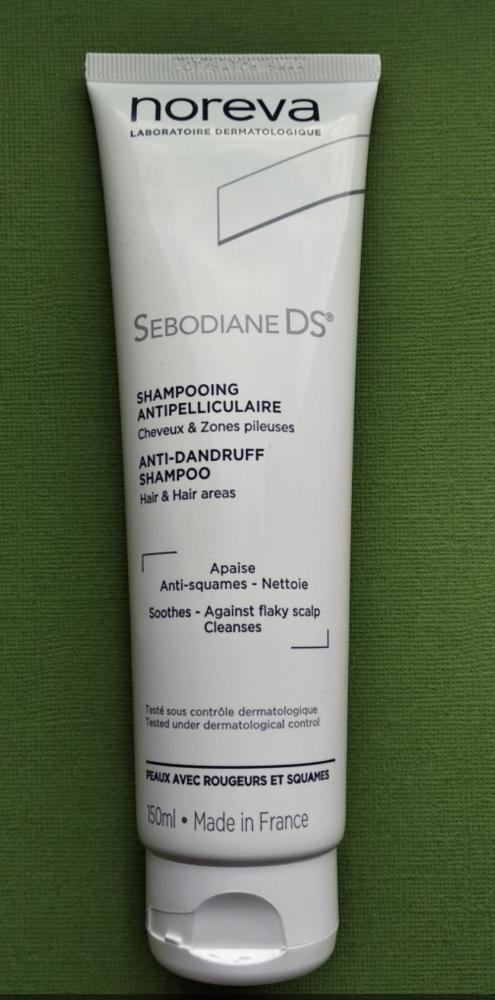 noreva
LABORATOIRE DERMATOLOGIQUE
SEBODIANE DS®
SHAMPOOING
ANTIPELLICULAIRE
Cheveux & Zones pileuses
ANTI-DANDRUFF
SHAMPOO
Hair & Hair areas
Apaise
Anti-squames - Nettoie
Soothes - Against flaky scalp
Cleanses
Testé sous contrôle dermatologique
Tested under dermatological control
PEAUX AVEC ROUGEURS ET SQUAMES
150ml • Made in France